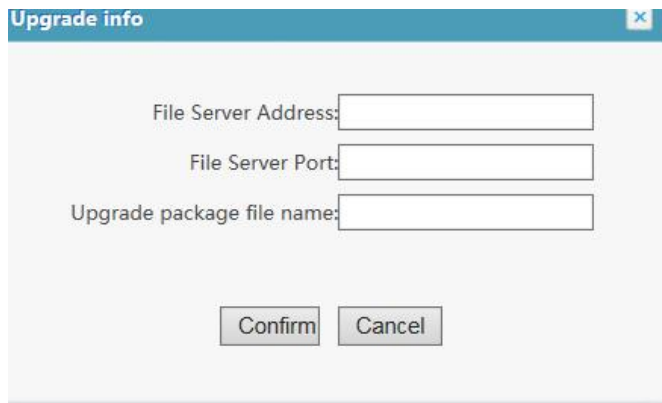 Upgrade info
File Server Address:
File Server Port:
Upgrade package file name:
Confirm Cancel